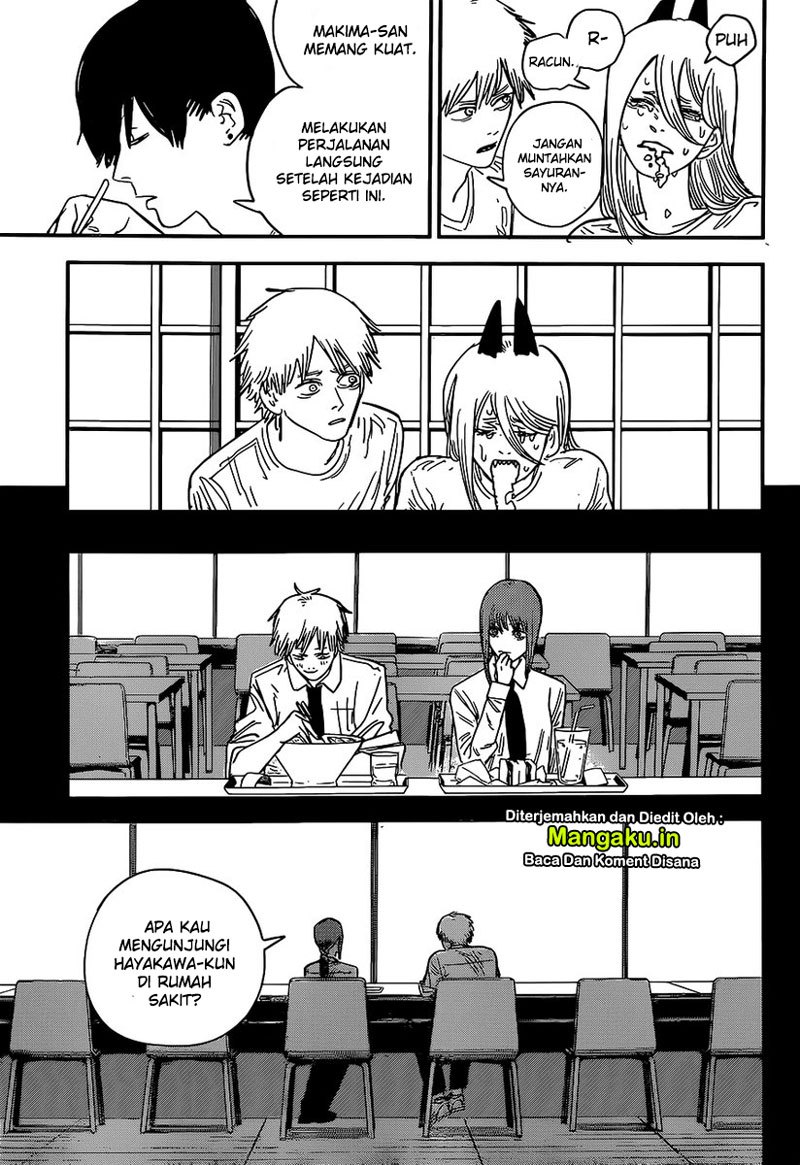 PUH
R-
RACUN.
JANGAN
MUNTAHKAN
SAYURAN-
NYA.
MAKIMA-SAN
MEMANG KUAT.
MELAKUKAN
PERJALANAN
LANGSUNG
SETELAH KEJADIAN
SEPERTI INI.
Diterjemahkan dan Diedit Oleh :
Mangaku.in
Baca Dan Koment Disana
APA KAU
MENGUNJUNGI
HAYAKAWA-KUN
DI RUMAH
SAKIT?